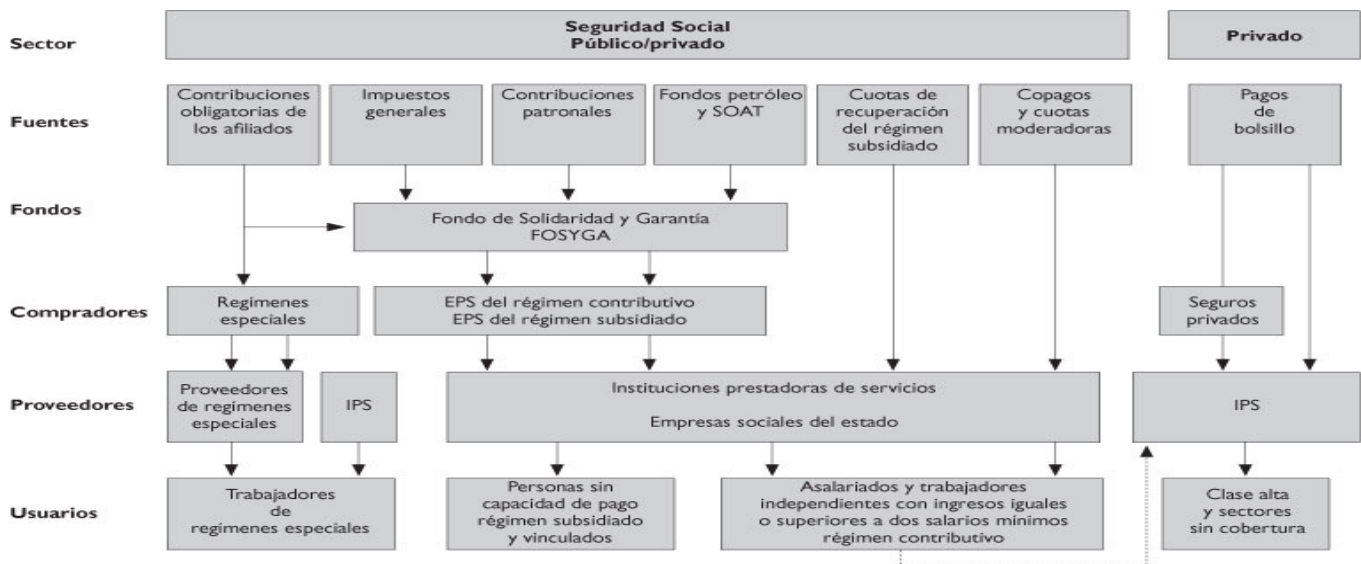 Sector
Seguridad Social
Público/privado
Privado
Fuentes
Contribuciones
obligatorias de
los afiliados
Impuestos
generales
Contribuciones
patronales
Fondos petróleo
y SOAT
Cuotas de
recuperación
del régimen
subsidiado
Copagos
y cuotas
moderadoras
Pagos
de
bolsillo
Fondos
Fondo de Solidaridad y Garantía
FOSYGA
Compradores
Regímenes
especiales
EPS del régimen contributivo
EPS del régimen subsidiado
Seguros
privados
Proveedores
Proveedores
de regímenes
especiales
IPS
Instituciones prestadoras de servicios
Empresas sociales del estado
IPS
Usuarios
Trabajadores
de
regímenes especiales
Personas sin
capacidad de pago
régimen subsidiado
y vinculados
Asalariados y trabajadores
independientes con ingresos iguales
o superiores a dos salarios mínimos
régimen contributivo
Clase alta
y sectores
sin cobertura